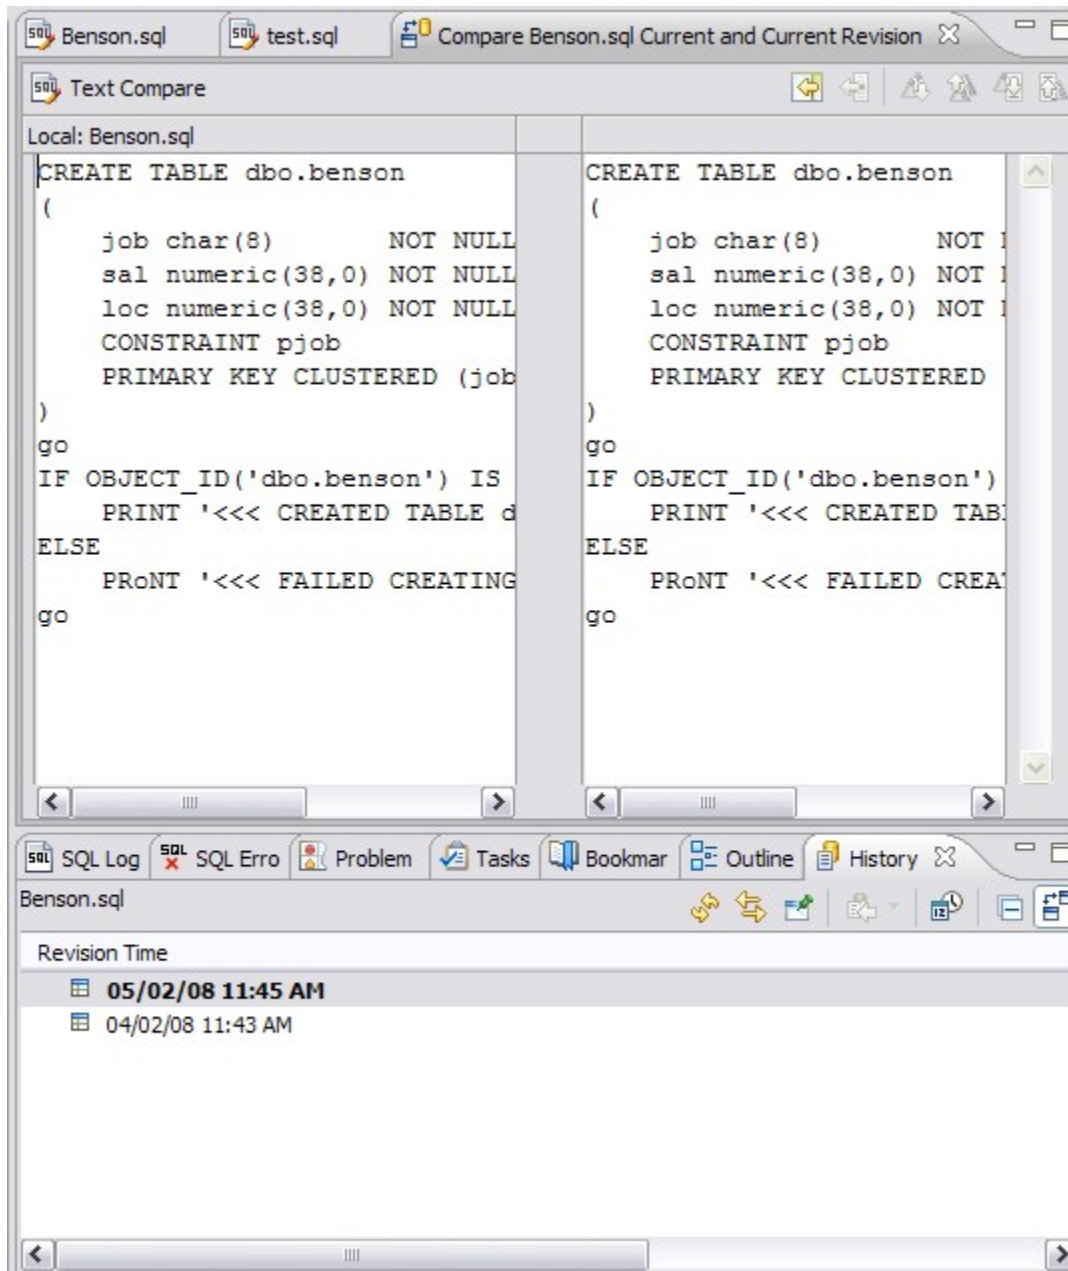 Benson.sql test.sql Compare Benson.sql Current and Current Revision
Text Compare
Local: Benson.sql
CREATE TABLE dbo.benson
(
    job char(8)       NOT NULL
    sal numeric(38,0) NOT NULL
    loc numeric(38,0) NOT NULL
    CONSTRAINT pjob
    PRIMARY KEY CLUSTERED (job
)
go
IF OBJECT_ID('dbo.benson') IS
    PRINT '<<< CREATED TABLE d
ELSE
    PRoNT '<<< FAILED CREATING
go
CREATE TABLE dbo.benson
(
    job char(8)       NOT
    sal numeric(38,0) NOT
    loc numeric(38,0) NOT
    CONSTRAINT pjob
    PRIMARY KEY CLUSTERED
)
go
IF OBJECT_ID('dbo.benson')
    PRINT '<<< CREATED TAB
ELSE
    PRoNT '<<< FAILED CREA
go
SQL Log SQL Erro Problem Tasks Bookmar Outline History
Benson.sql
Revision Time
05/02/08 11:45 AM
04/02/08 11:43 AM